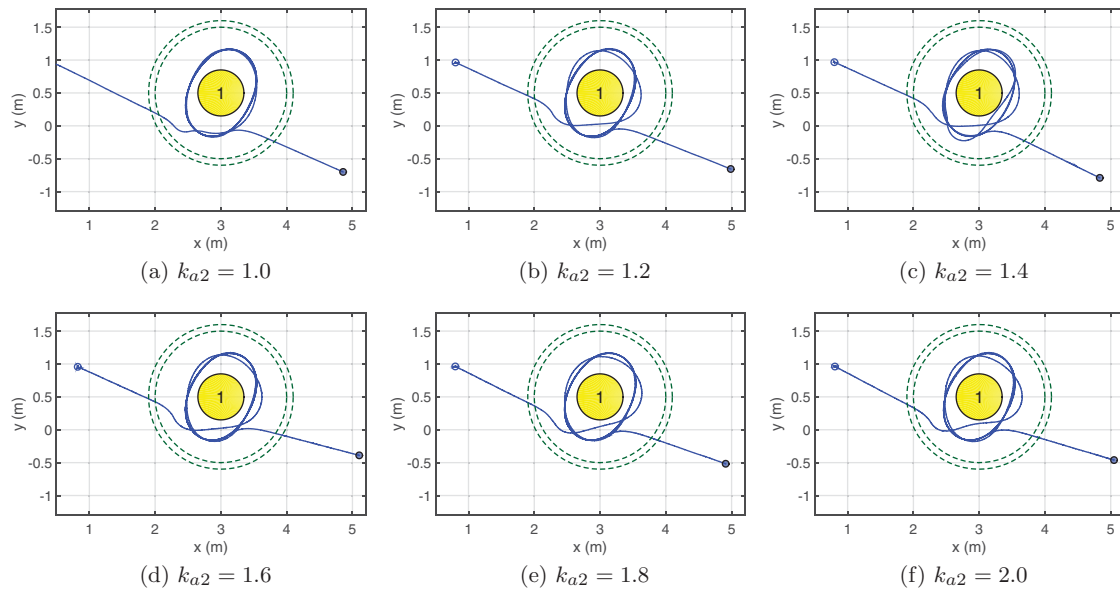 1.5
1
0.5
0
-0.5
-1
y (m)
1
1 2 3 4 5
x (m)
(a) k_{a2} = 1.0
1.5
1
0.5
0
-0.5
-1
y (m)
1
1 2 3 4 5
x (m)
(b) k_{a2} = 1.2
1.5
1
0.5
0
-0.5
-1
y (m)
1
1 2 3 4 5
x (m)
(c) k_{a2} = 1.4
1.5
1
0.5
0
-0.5
-1
y (m)
1
1 2 3 4 5
x (m)
(d) k_{a2} = 1.6
1.5
1
0.5
0
-0.5
-1
y (m)
1
1 2 3 4 5
x (m)
(e) k_{a2} = 1.8
1.5
1
0.5
0
-0.5
-1
y (m)
1
1 2 3 4 5
x (m)
(f) k_{a2} = 2.0